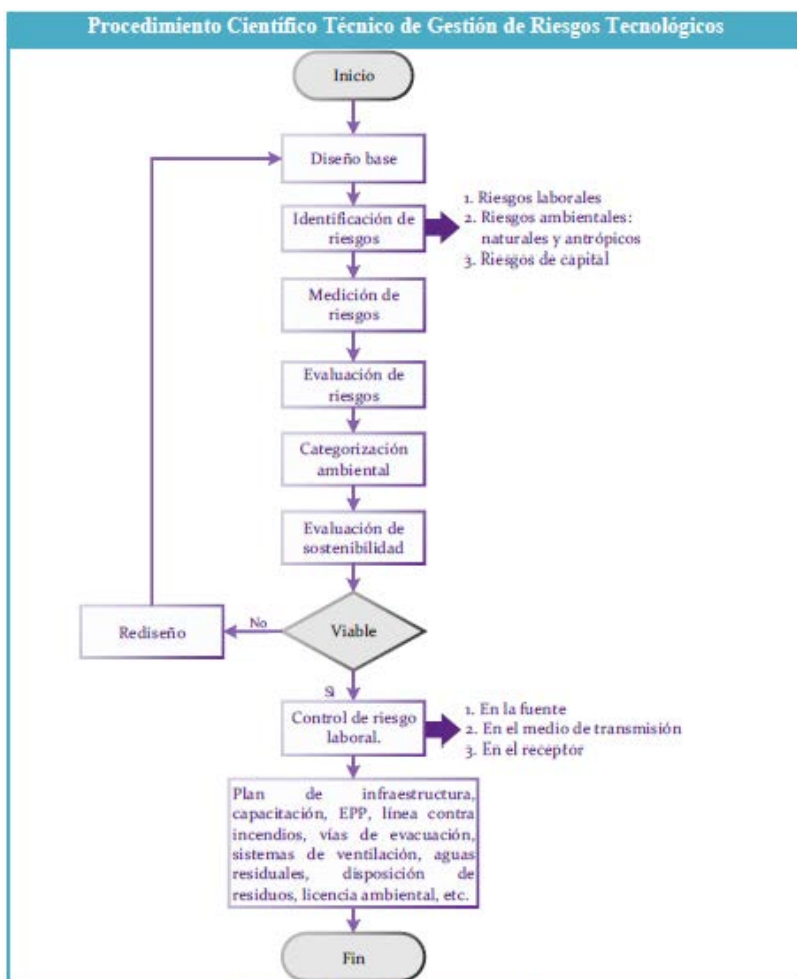 Procedimiento Científico Técnico de Gestión de Riesgos Tecnológicos
Inicio
Diseño base
Identificación de
riesgos
1. Riesgos laborales
2. Riesgos ambientales:
naturales y antrópicos
3. Riesgos de capital
Medición de
riesgos
Evaluación de
riesgos
Categorización
ambiental
Evaluación de
sostenibilidad
Viable
No
Rediseño
Si
Control de riesgo
laboral.
1. En la fuente
2. En el medio de transmisión
3. En el receptor
Plan de infraestructura,
capacitación, EPP, línea contra
incendios, vías de evacuación,
sistemas de ventilación, aguas
residuales, disposición de
residuos, licencia ambiental, etc.
Fin